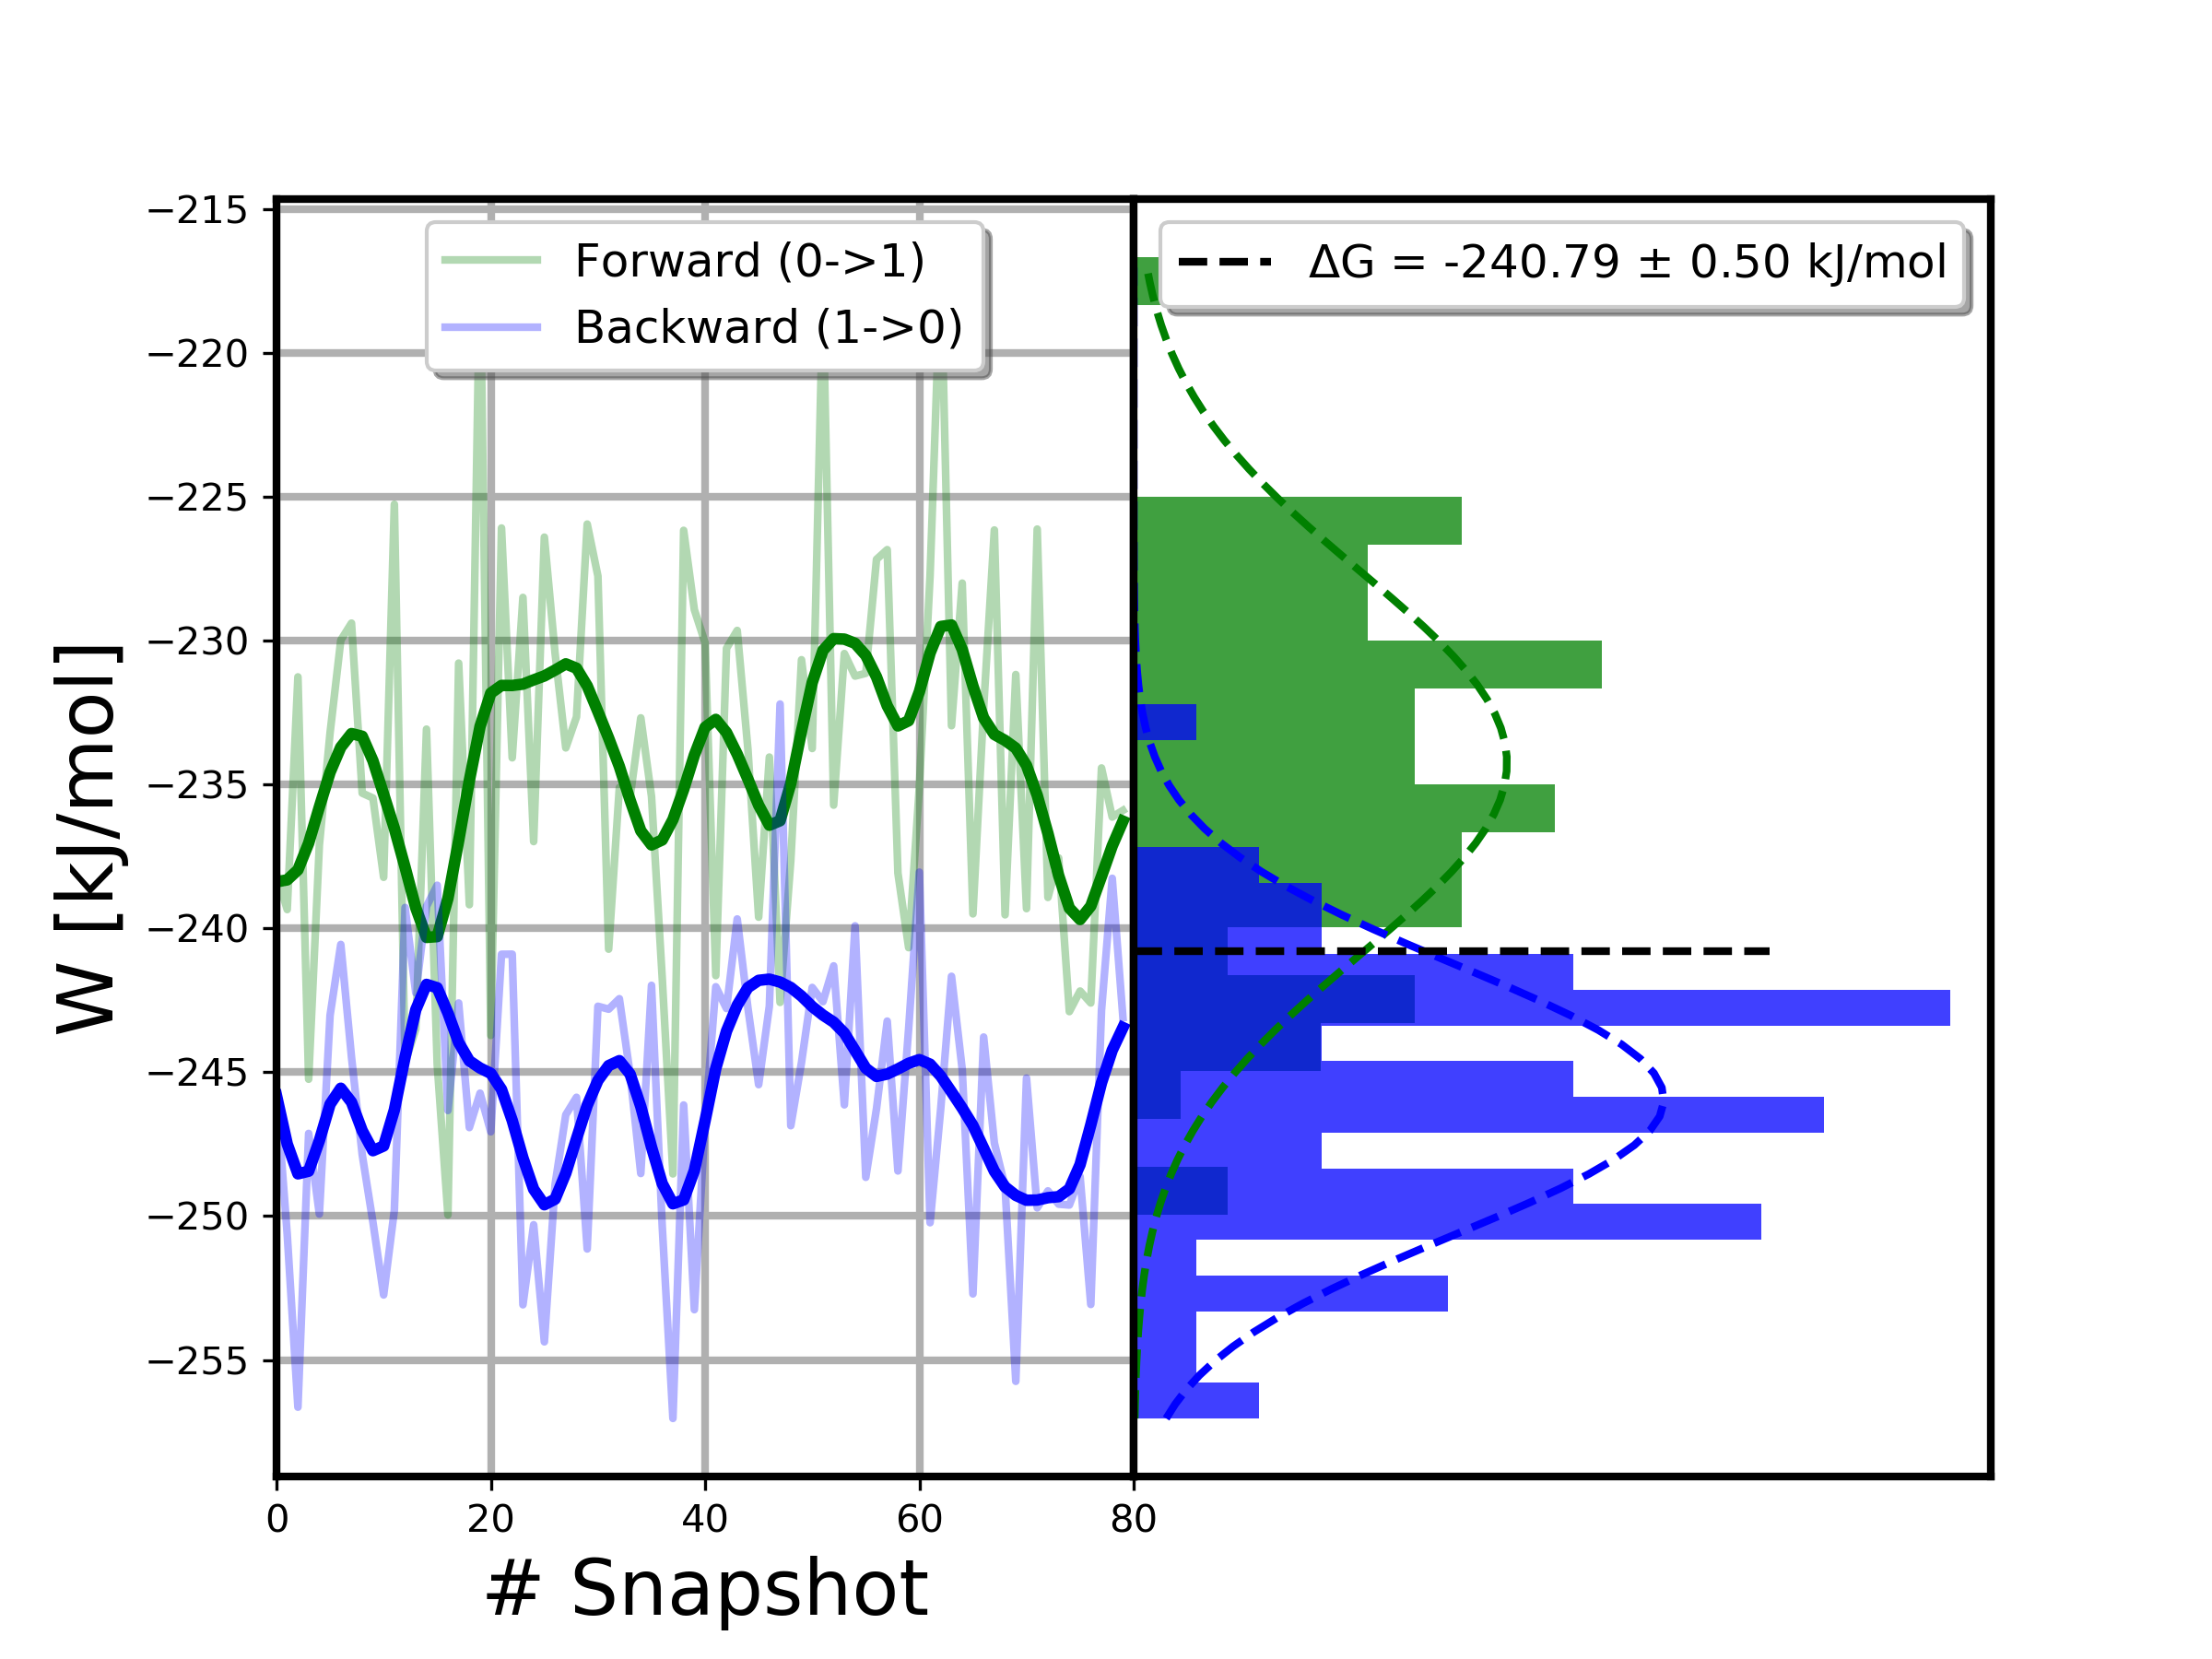 W [kJ/mol]
−215
−220
−225
−230
−235
−240
−245
−250
−255
Forward (0->1)
Backward (1->0)
ΔG = -240.79 ± 0.50 kJ/mol
0 20 40 60 80
# Snapshot